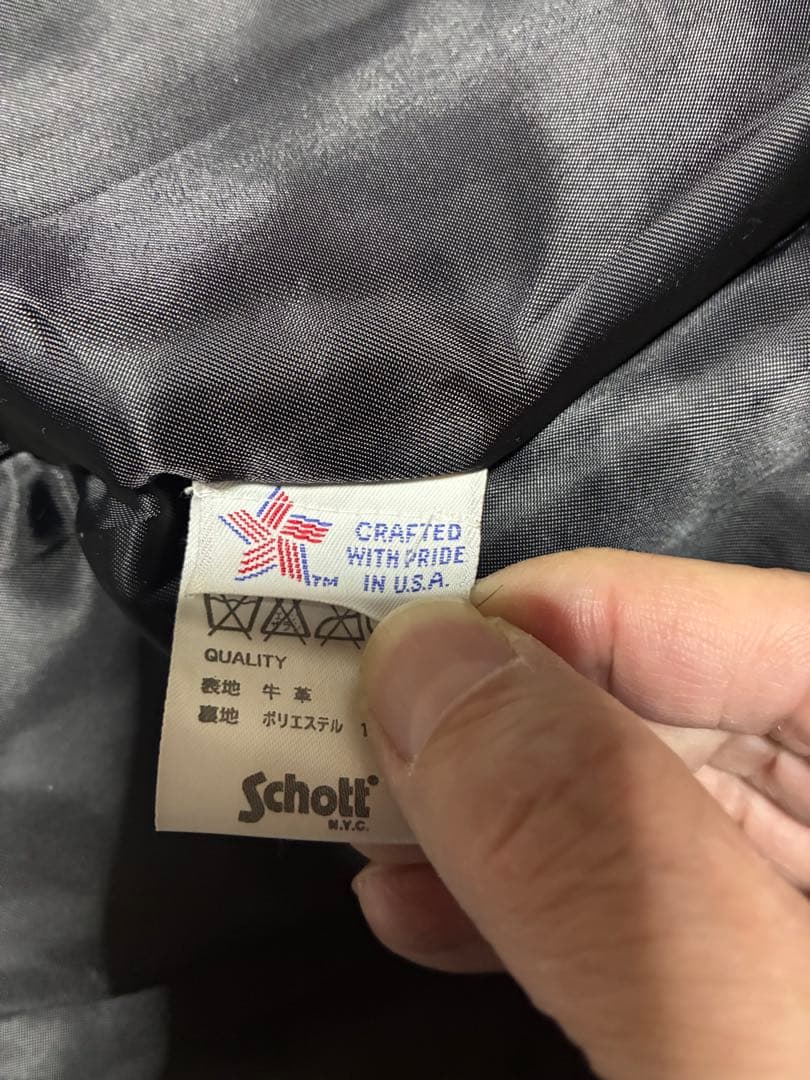 CRAFTED
WITH PRIDE
IN U.S.A.
TM
QUALITY
表地 牛 革
裏地 ポリエステル 1
Schott
N.Y.C.